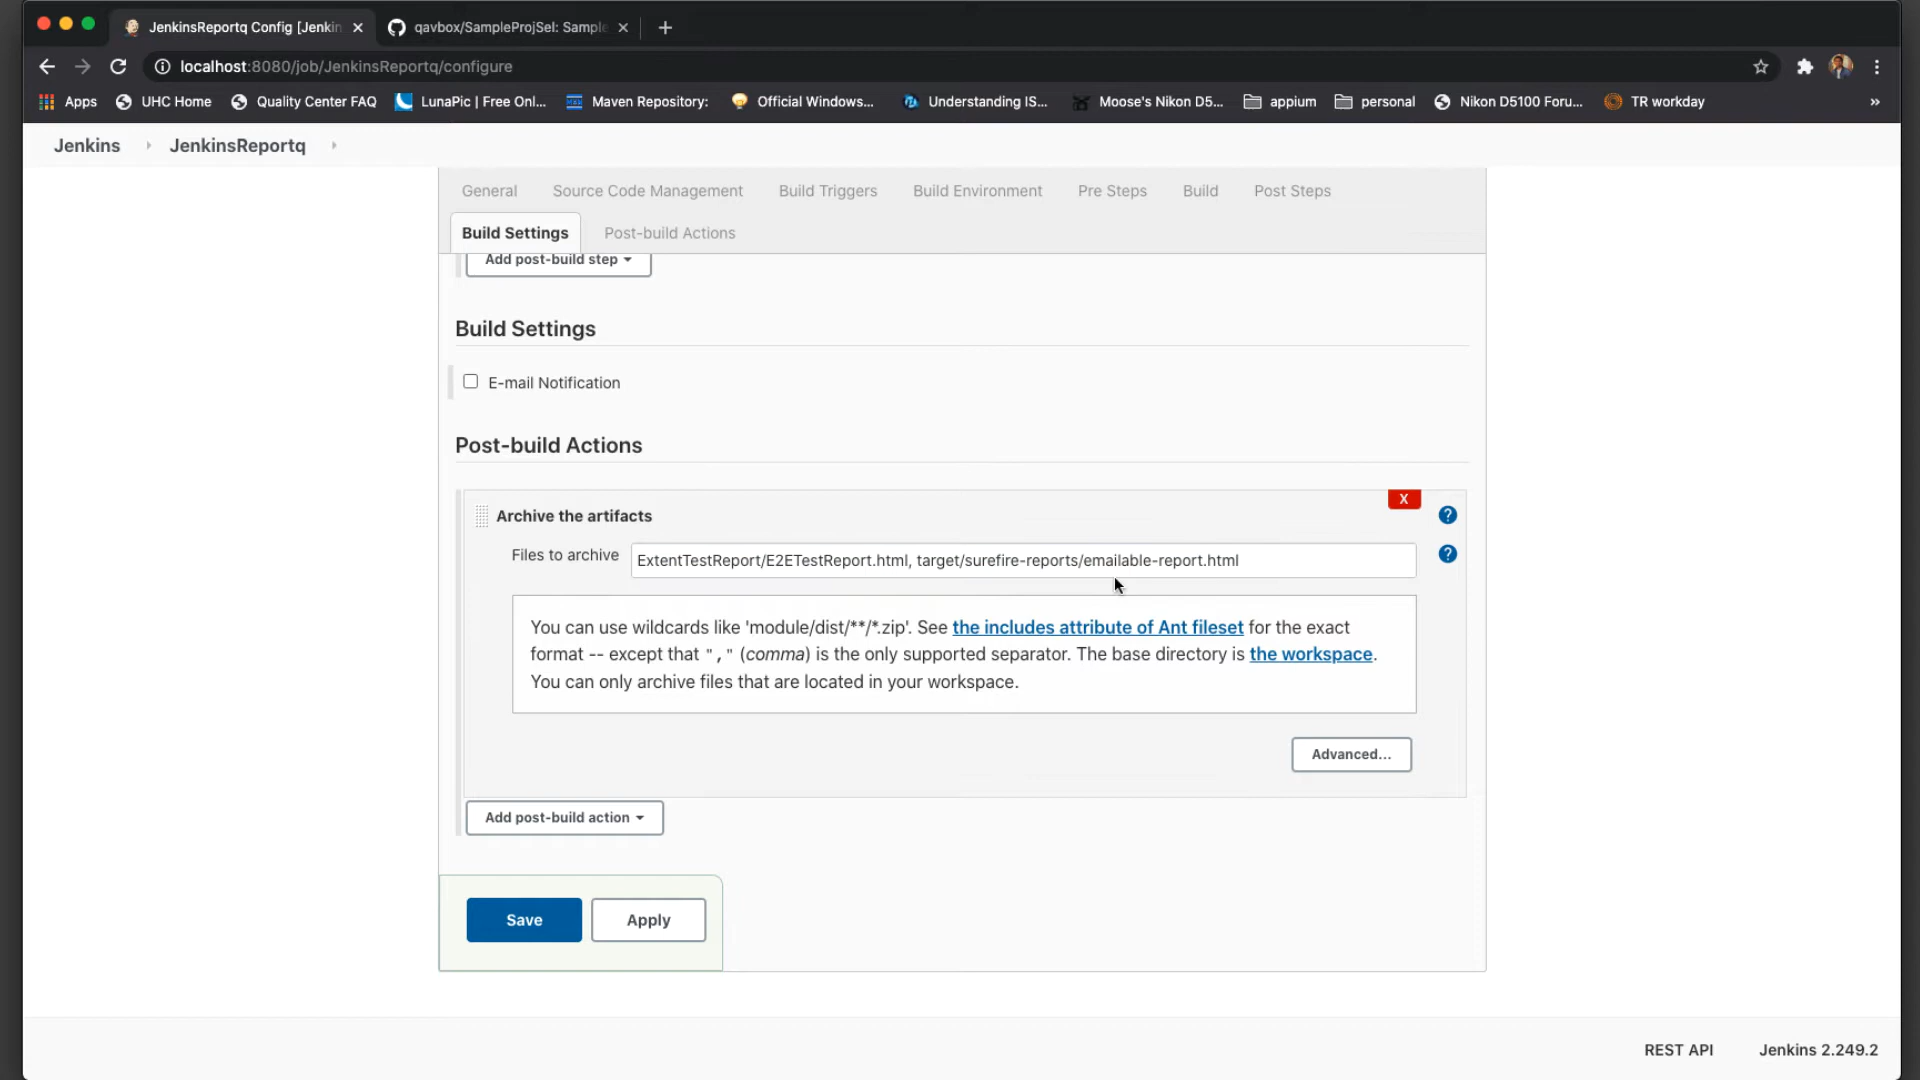 JenkinsReportq Config [Jenkin
qavbox/SampleProjSel: Sample
localhost:8080/job/JenkinsReportq/configure
Apps
UHC Home
Quality Center FAQ
LunaPic | Free Onl...
Maven Repository:
Official Windows...
Understanding IS...
Moose's Nikon D5...
appium
personal
Nikon D5100 Foru...
TR workday
»
Jenkins
JenkinsReportq
General
Source Code Management
Build Triggers
Build Environment
Pre Steps
Build
Post Steps
Build Settings
Post-build Actions
Add post-build step
Build Settings
E-mail Notification
Post-build Actions
X
Archive the artifacts
?
Files to archive
ExtentTestReport/E2ETestReport.html, target/surefire-reports/emailable-report.html
?
You can use wildcards like 'module/dist/**/*.zip'. See the includes attribute of Ant fileset for the exact
format -- except that "," (comma) is the only supported separator. The base directory is the workspace.
You can only archive files that are located in your workspace.
Advanced...
Add post-build action
Save
Apply
REST API
Jenkins 2.249.2